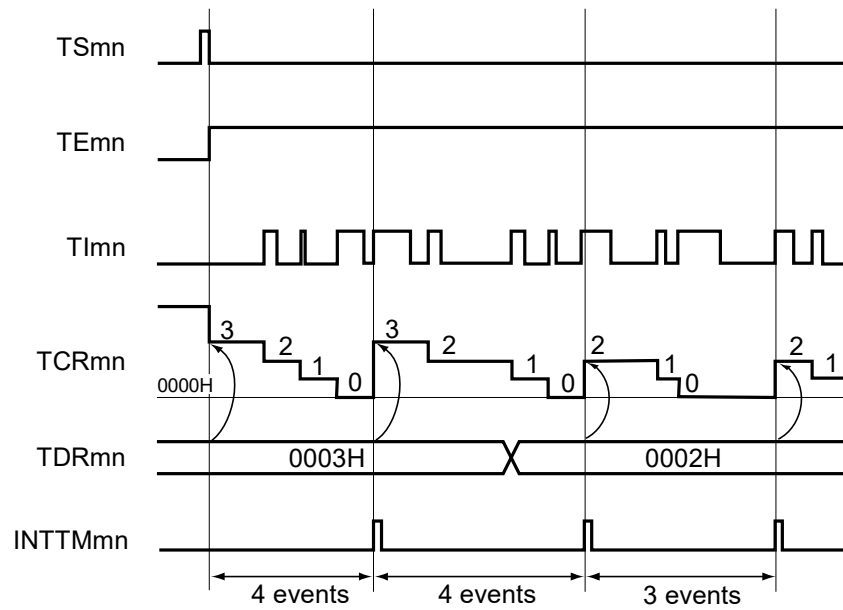 TSmn
TEmn
TImn
TCRmn
3
2
1
0
3
2
1
0
2
1
0
2
1
0000H
TDRmn
0003H
0002H
INTTMmn
4 events
4 events
3 events